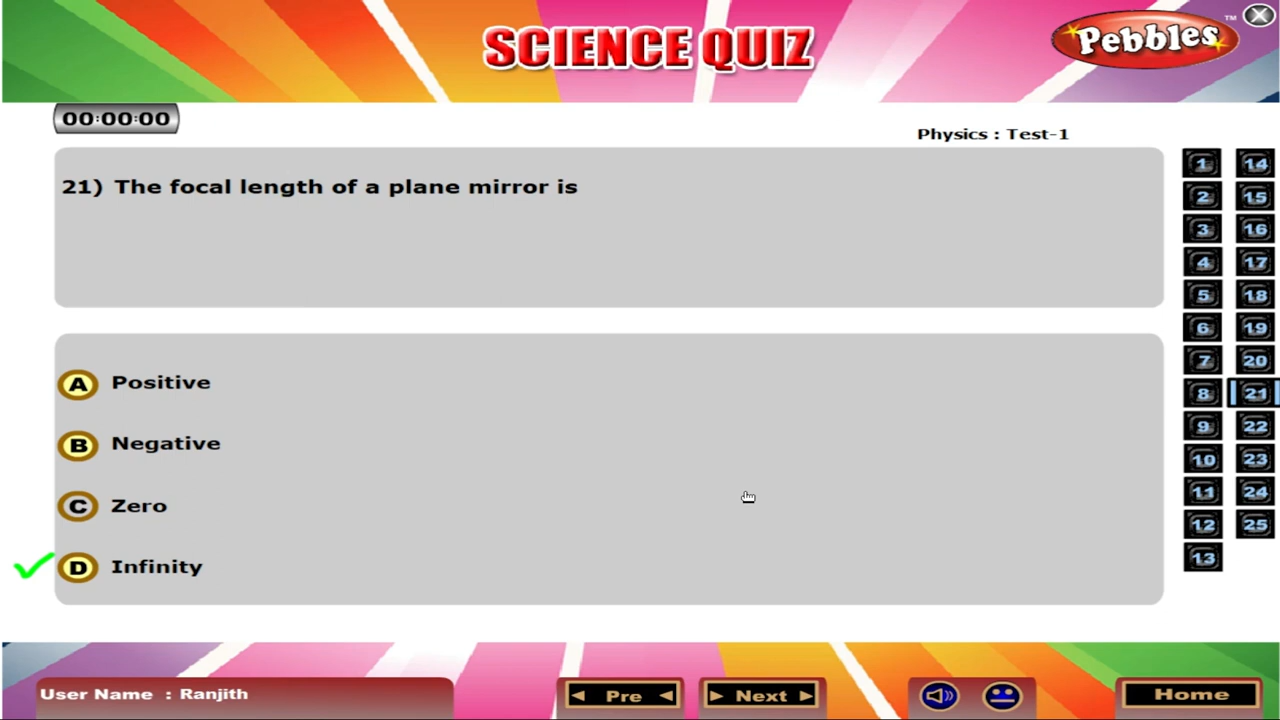 SCIENCE QUIZ
Pebbles TM
00:00:00
Physics : Test-1
21) The focal length of a plane mirror is
A Positive
B Negative
C Zero
D Infinity
1 14
2 15
3 16
4 17
5 18
6 19
7 20
8 21
9 22
10 23
11 24
12 25
13
User Name : Ranjith
Pre
Next
Home